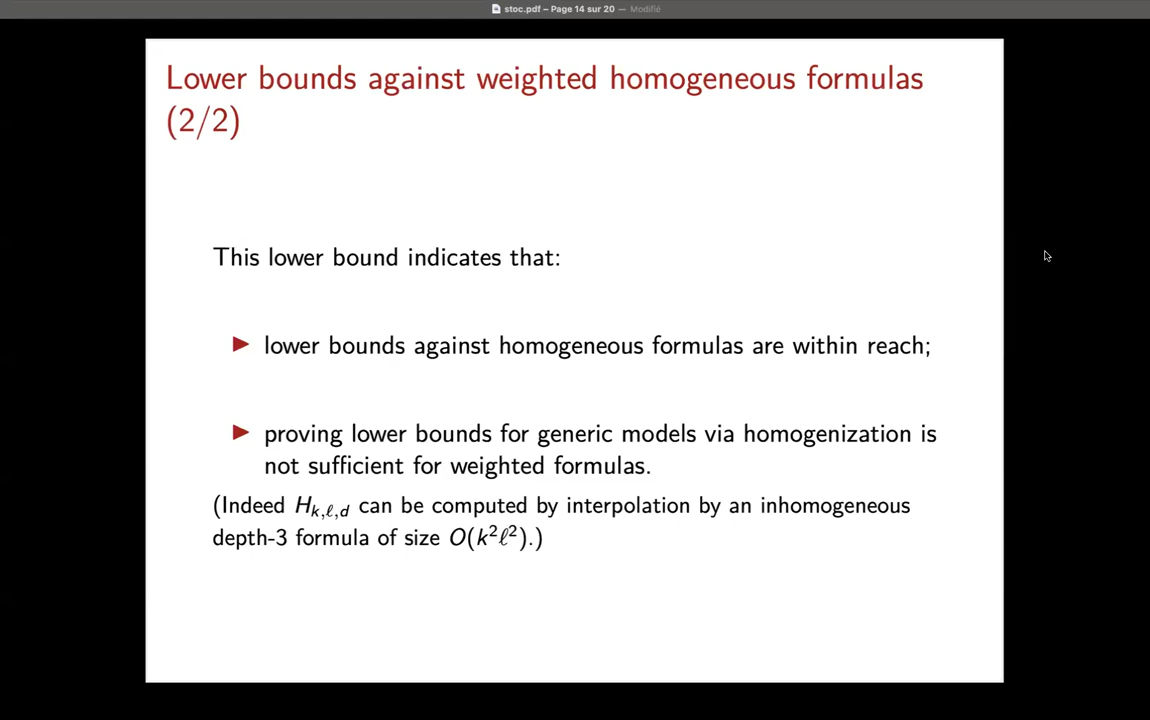 stoc.pdf – Page 14 sur 20 — Modifié
Lower bounds against weighted homogeneous formulas
(2/2)
This lower bound indicates that:
▶ lower bounds against homogeneous formulas are within reach;
▶ proving lower bounds for generic models via homogenization is
not sufficient for weighted formulas.
(Indeed H_{k,ℓ,d} can be computed by interpolation by an inhomogeneous
depth-3 formula of size O(k²ℓ²).)